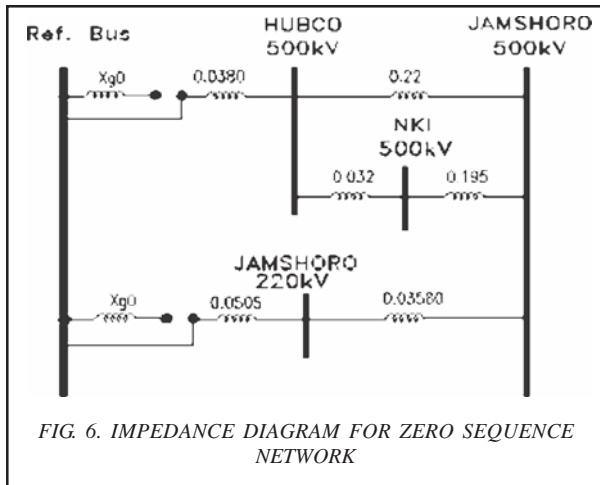 Ref. Bus
HUBCO
500kV
JAMSHORO
500kV
Xg0
0.0380
0.22
NKI
500kV
0.032
0.195
JAMSHORO
220kV
Xg0
0.0505
0.03580
FIG. 6. IMPEDANCE DIAGRAM FOR ZERO SEQUENCE
NETWORK